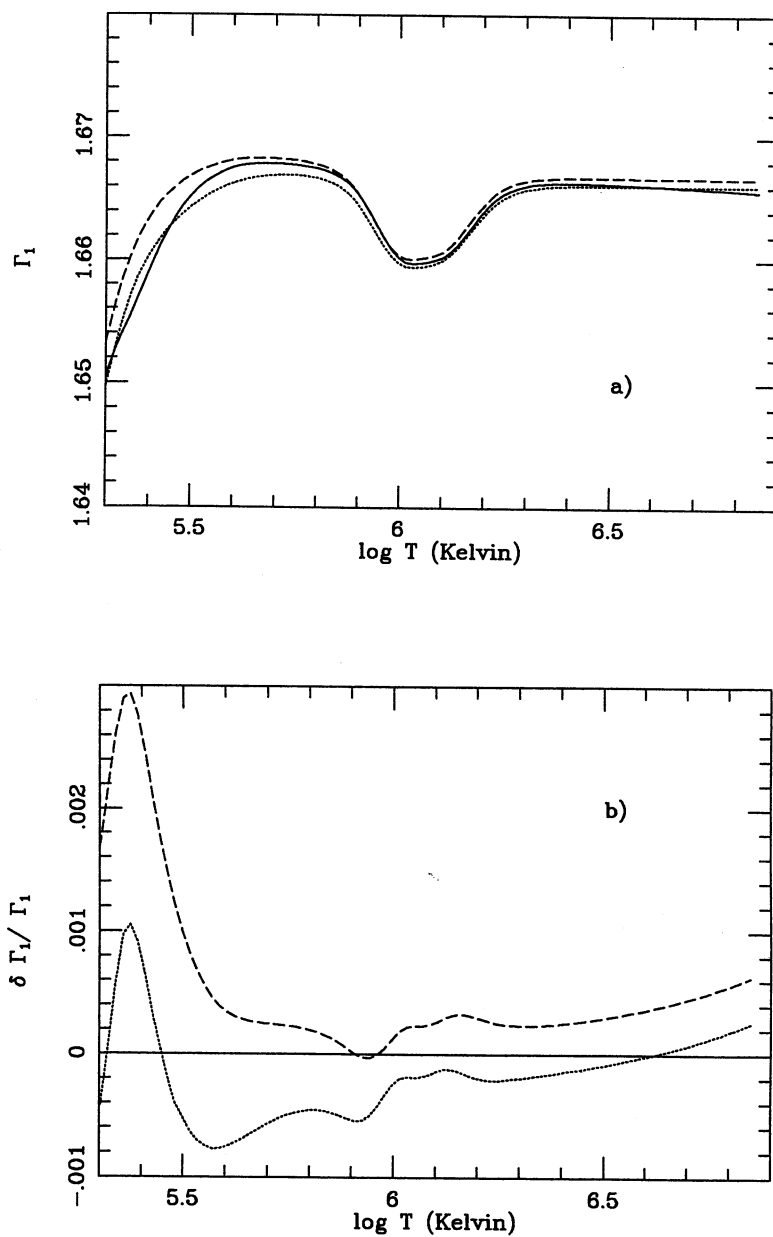 1.67
1.66
1.65
1.64
Γ₁
a)
5.5 6 6.5
log T (Kelvin)
.002
.001
0
-.001
δ Γ₁/ Γ₁
b)
5.5 6 6.5
log T (Kelvin)